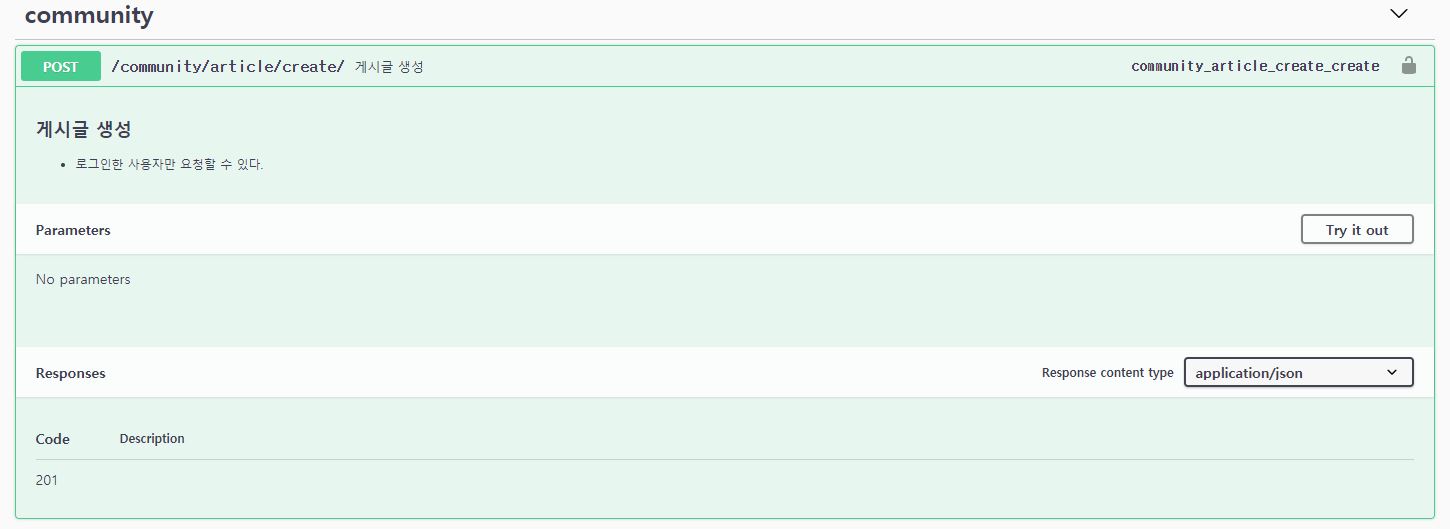 community
POST /community/article/create/ 게시글 생성 community_article_create_create
게시글 생성
• 로그인한 사용자만 요청할 수 있다.
Parameters Try it out
No parameters
Responses Response content type application/json
Code Description
201